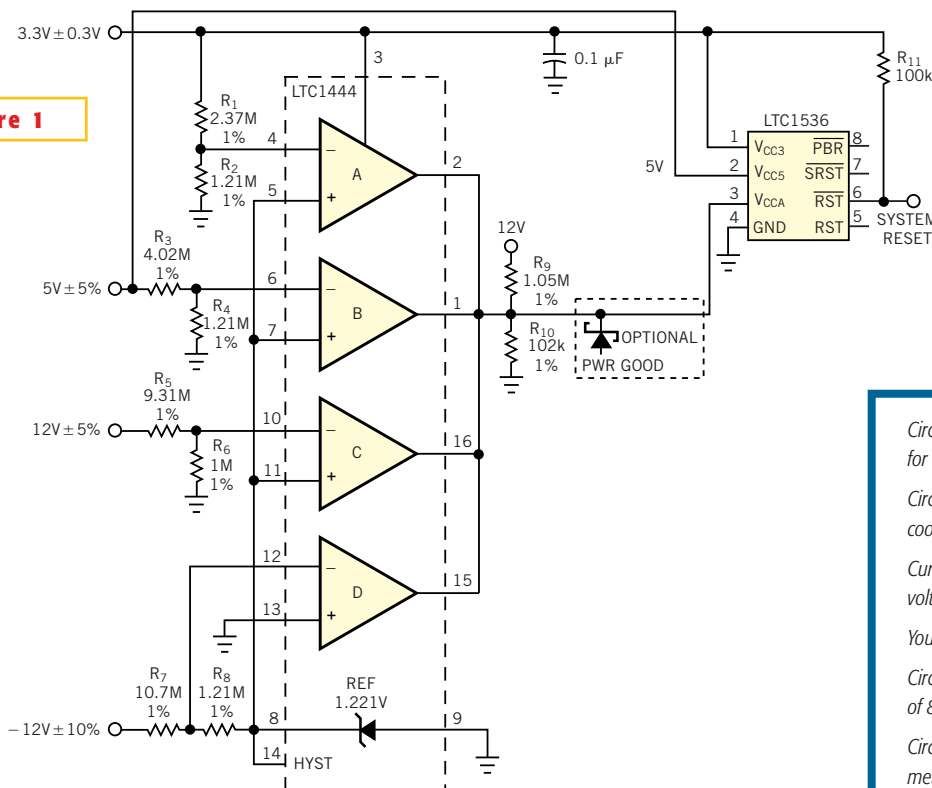 3.3V ± 0.3V
re 1
3
0.1 µF
R11
100k
LTC1444
R1
2.37M
1%
R2
1.21M
1%
4
−
A
5
+
2
LTC1536
1 VCC3 PBR 8
5V
2 VCC5 SRST 7
3 VCCA RST 6
4 GND RST 5
SYSTEM
RESET
R3
4.02M
1%
5V ± 5%
R4
1.21M
1%
6
−
B
7
+
1
12V
R9
1.05M
1%
R10
102k
1%
OPTIONAL
PWR GOOD
R5
9.31M
1%
12V ± 5%
R6
1M
1%
10
−
C
11
+
16
12
−
D
13
+
15
R7
10.7M
1%
R8
1.21M
1%
−12V ± 10%
8
REF
1.221V
9
14
HYST
Circ
for
Circ
coo
Cur
volt
You
Circ
of 8
Circ
me